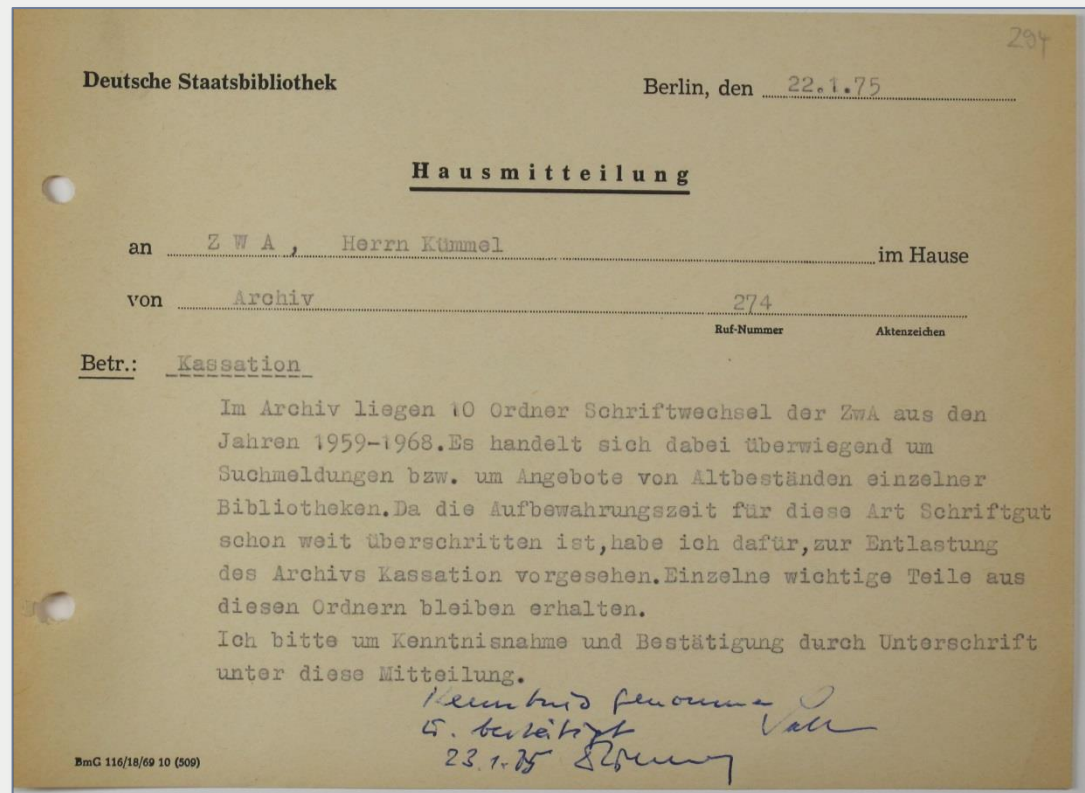 294
Deutsche Staatsbibliothek
Berlin, den 22.1.75
Hausmitteilung
an Z W A , Herrn Kümmel im Hause
von Archiv 274
Ruf-Nummer Aktenzeichen
Betr.: Kassation
Im Archiv liegen 10 Ordner Schriftwechsel der ZwA aus den
Jahren 1959-1968.Es handelt sich dabei überwiegend um
Suchmeldungen bzw. um Angebote von Altbeständen einzelner
Bibliotheken.Da die Aufbewahrungszeit für diese Art Schriftgut
schon weit überschritten ist,habe ich dafür,zur Entlastung
des Archivs Kassation vorgesehen.Einzelne wichtige Teile aus
diesen Ordnern bleiben erhalten.
Ich bitte um Kenntnisnahme und Bestätigung durch Unterschrift
unter diese Mitteilung.
Kenntnis genommen
u. bestätigt
23.1.75
BmG 116/18/69 10 (509)